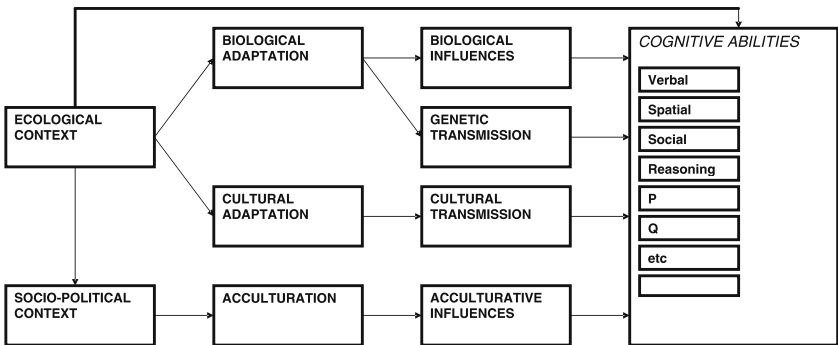 BIOLOGICAL
ADAPTATION
BIOLOGICAL
INFLUENCES
COGNITIVE ABILITIES
Verbal
Spatial
Social
Reasoning
P
Q
etc
ECOLOGICAL
CONTEXT
GENETIC
TRANSMISSION
CULTURAL
ADAPTATION
CULTURAL
TRANSMISSION
SOCIO-POLITICAL
CONTEXT
ACCULTURATION
ACCULTURATIVE
INFLUENCES